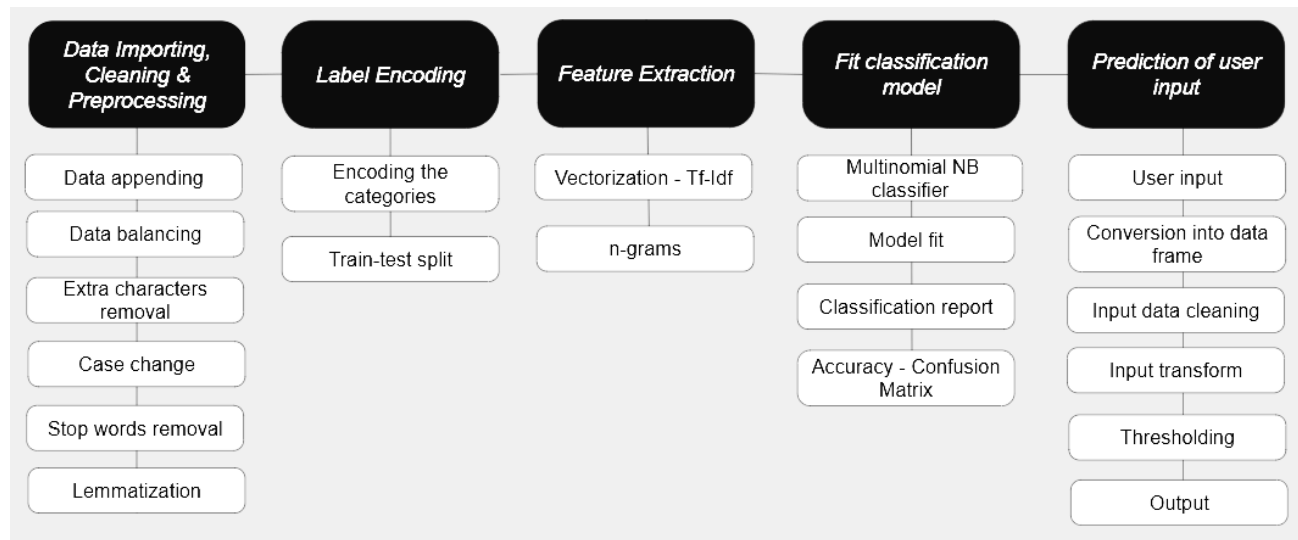 Data Importing,
Cleaning &
Preprocessing
Data appending
Data balancing
Extra characters
removal
Case change
Stop words removal
Lemmatization
Label Encoding
Encoding the
categories
Train-test split
Feature Extraction
Vectorization - Tf-Idf
n-grams
Fit classification
model
Multinomial NB
classifier
Model fit
Classification report
Accuracy - Confusion
Matrix
Prediction of user
input
User input
Conversion into data
frame
Input data cleaning
Input transform
Thresholding
Output